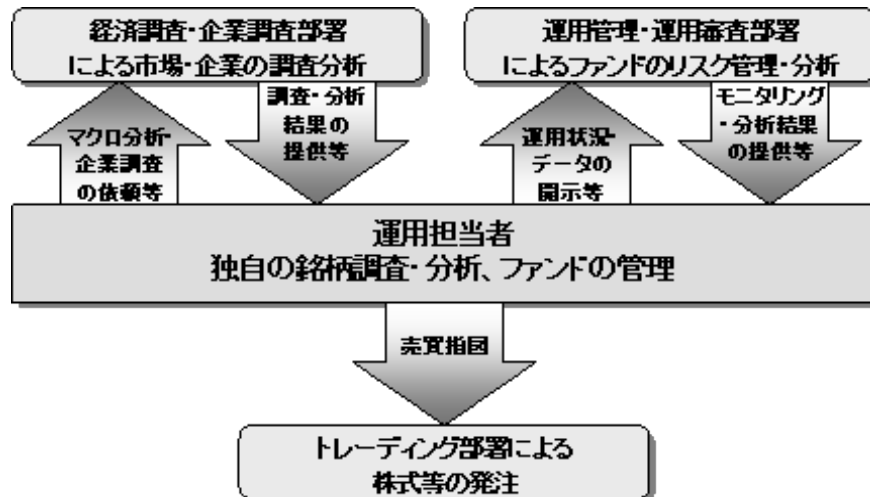 経済調査・企業調査部署
による市場・企業の調査分析
運用管理・運用審査部署
によるファンドのリスク管理・分析
マクロ分析・
企業調査
の依頼等
調査・分析
結果の
提供等
運用状況・
データの
開示等
モニタリング
・分析結果
の提供等
運用担当者
独自の銘柄調査・分析、ファンドの管理
売買指図
トレーディング部署による
株式等の発注